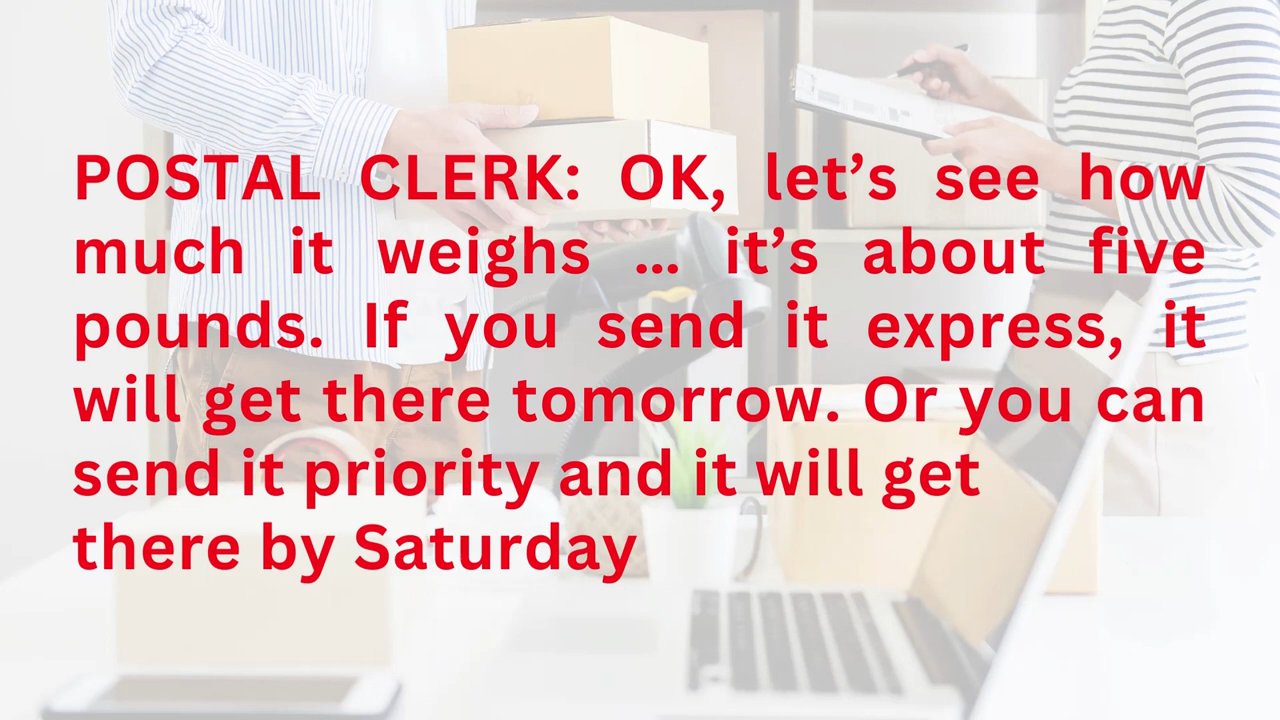 POSTAL CLERK: OK, let’s see how
much it weighs … it’s about five
pounds. If you send it express, it
will get there tomorrow. Or you can
send it priority and it will get
there by Saturday